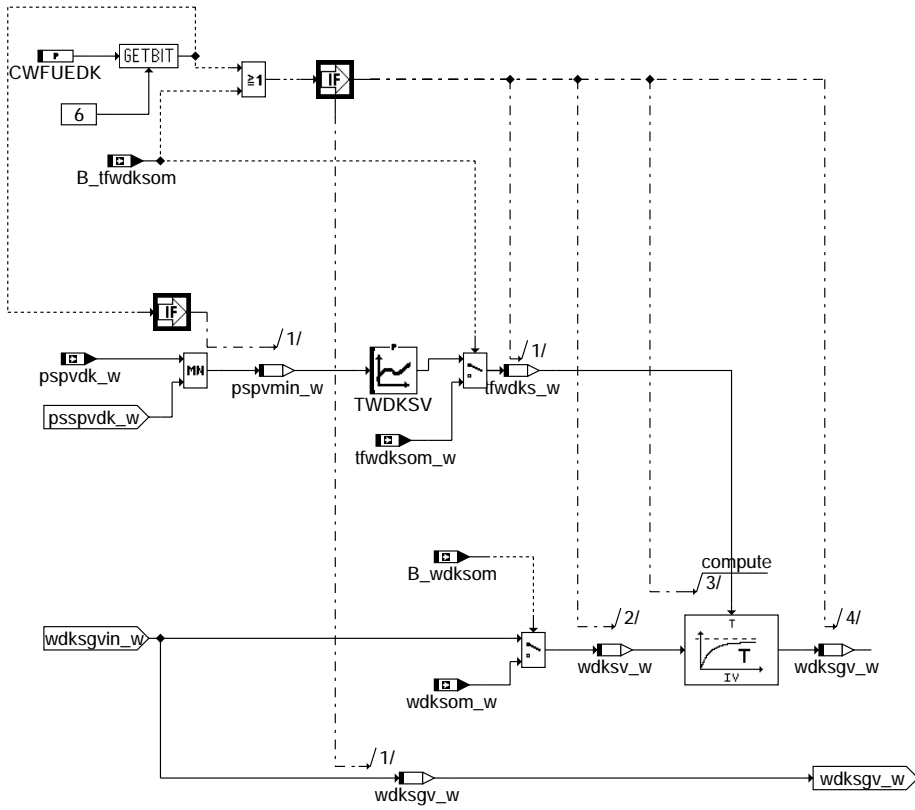 P
GETBIT
CWFUEDK
≥1
IF
6
B_tfwdksom
IF
1/
1/
pspvdk_w
MN
pspvmin_w
P
TWDKSV
tfwdks_w
psspvdk_w
tfwdksom_w
B_wdksom
compute
3/
wdksgvin_w
2/
T
4/
T
wdksv_w
IV
wdksgv_w
wdksom_w
1/
wdksgv_w
wdksgv_w